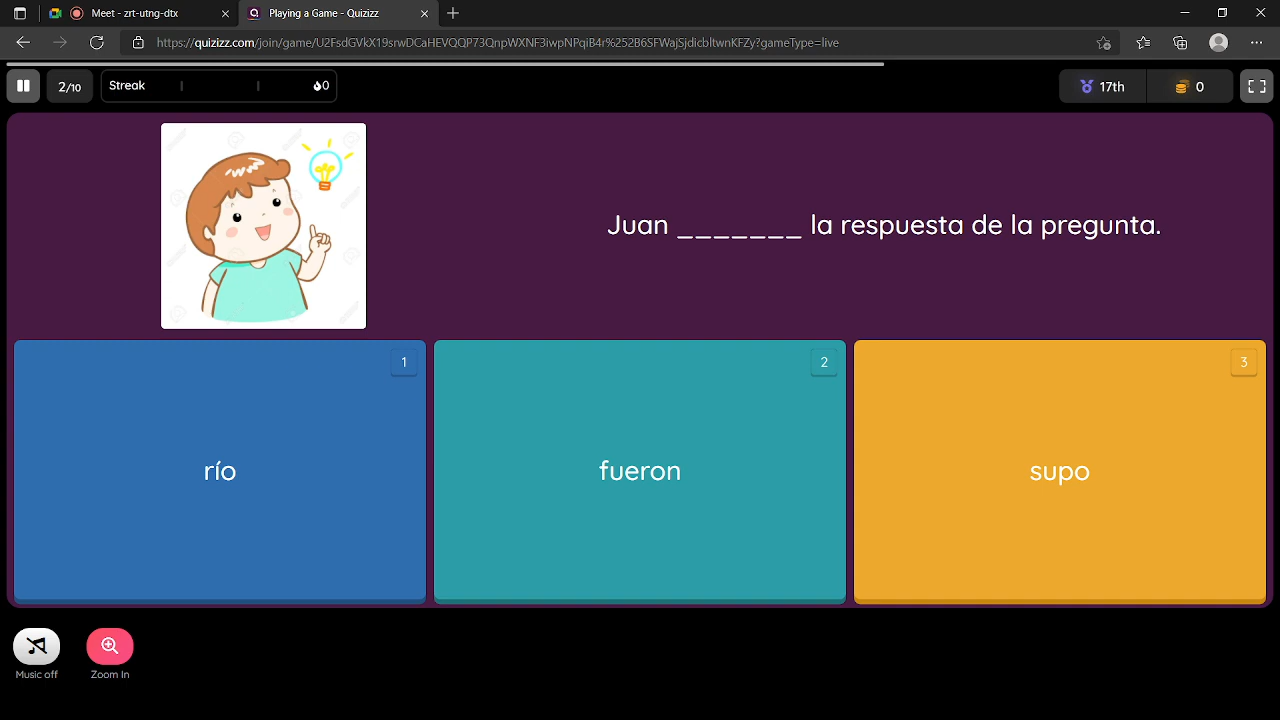 Meet - zrt-utng-dtx
Playing a Game - Quizizz
https://quizizz.com/join/game/U2FsdGVkX19srwDCaHEVQQP73QnpWXNF3iwpNPqiB4r%252B6SFWajSjdicbltwnKFZy?gameType=live
2/10
Streak
0
17th
0
Juan _______ la respuesta de la pregunta.
1
río
2
fueron
3
supo
Music off
Zoom In